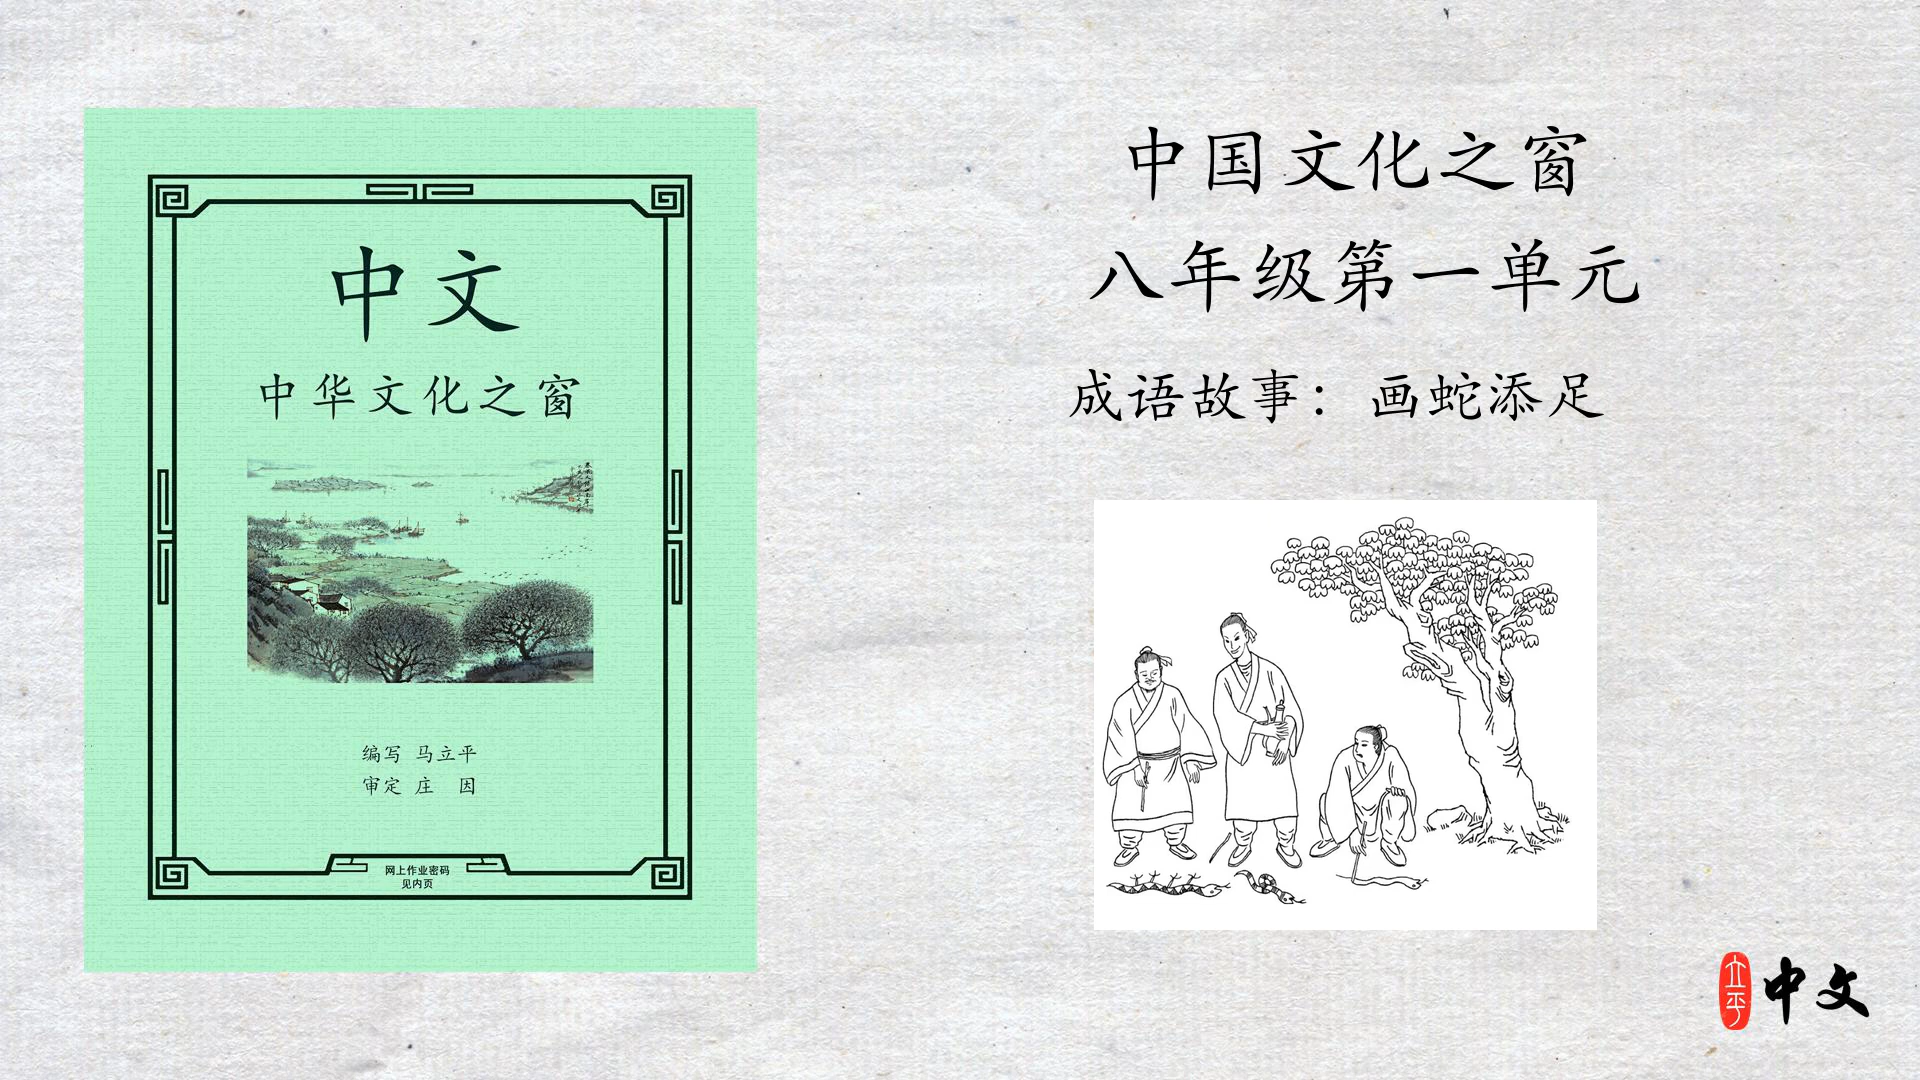 中文
中华文化之窗
编写 马立平
审定 庄 因
网上作业密码
见内页
中国文化之窗
八年级第一单元
成语故事：画蛇添足
立平
中文